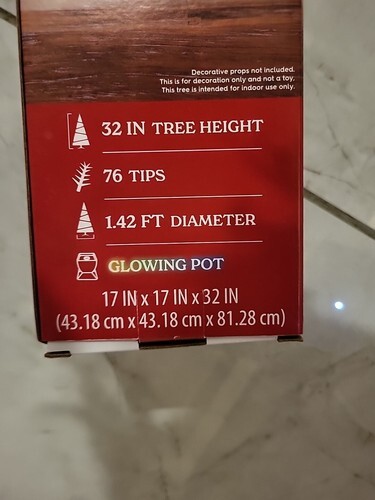 Decorative props not included.
This is for decoration only and not a toy.
This tree is intended for indoor use only.
32 IN TREE HEIGHT
76 TIPS
1.42 FT DIAMETER
GLOWING POT
17 IN x 17 IN x 32 IN
(43.18 cm x 43.18 cm x 81.28 cm)